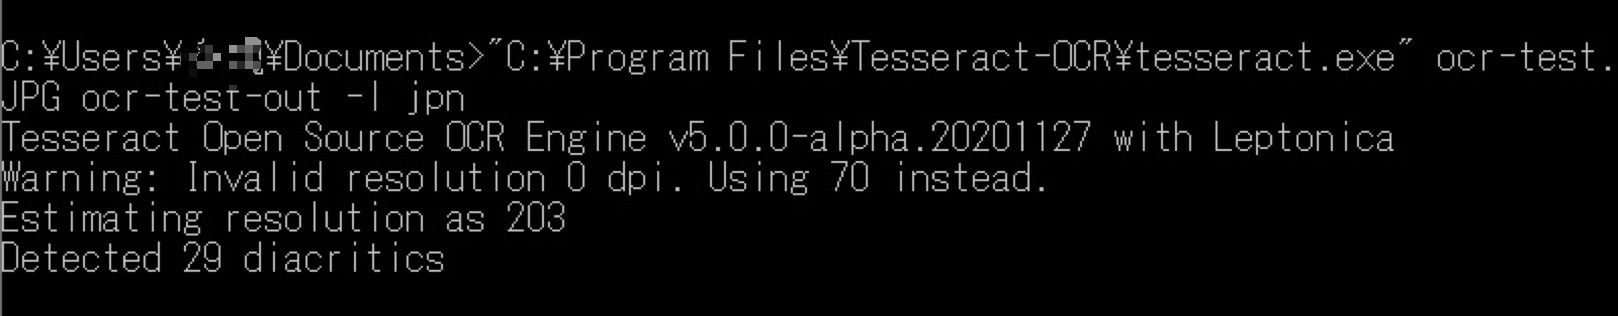 C:¥Users¥ ¥Documents>"C:¥Program Files¥Tesseract-OCR¥tesseract.exe" ocr-test.
JPG ocr-test-out -l jpn
Tesseract Open Source OCR Engine v5.0.0-alpha.20201127 with Leptonica
Warning: Invalid resolution 0 dpi. Using 70 instead.
Estimating resolution as 203
Detected 29 diacritics